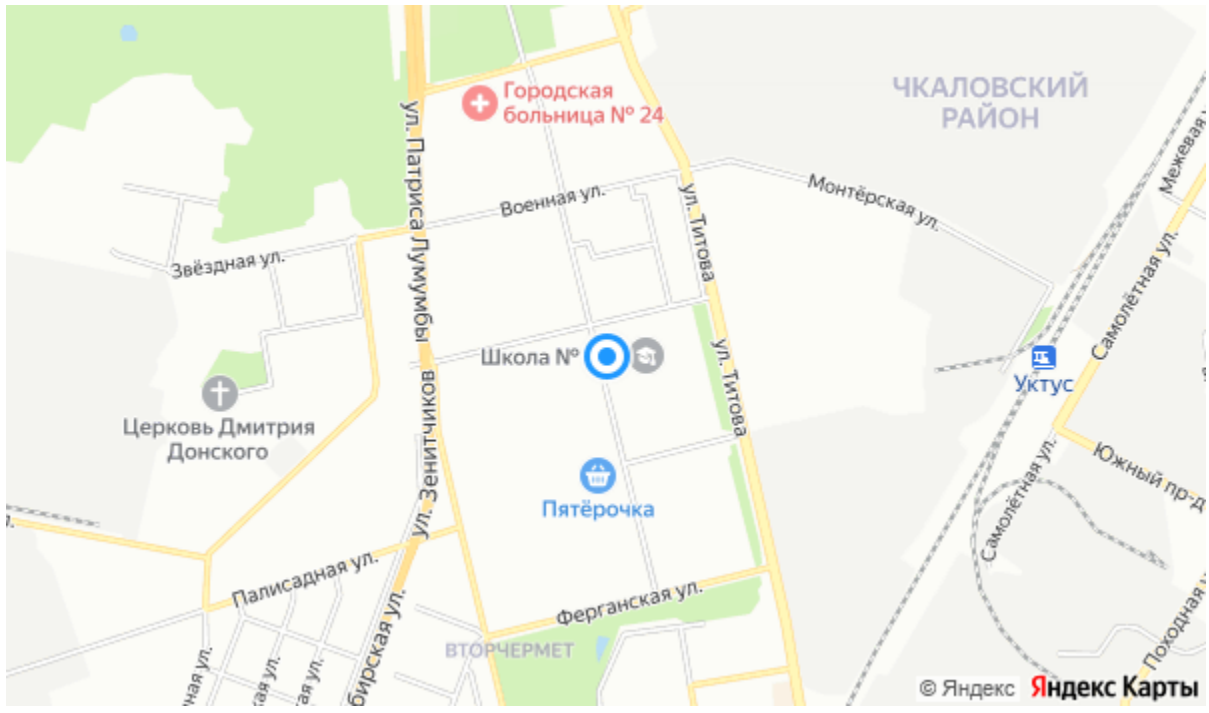 ЧКАЛОВСКИЙ
РАЙОН
Городская
больница № 24
ул. Патриса Лумумбы
Военная ул.
ул. Титова
Монтёрская ул.
Межевая
Самолётная ул.
Звёздная ул.
Школа №
ул. Титова
Уктус
Церковь Дмитрия
Донского
ул. Зенитчиков
Пятёрочка
Южный пр-д
Самолётная ул.
Палисадная ул.
Ферганская ул.
ВТОРЧЕРМЕТ
Походная
© Яндекс Яндекс Карты